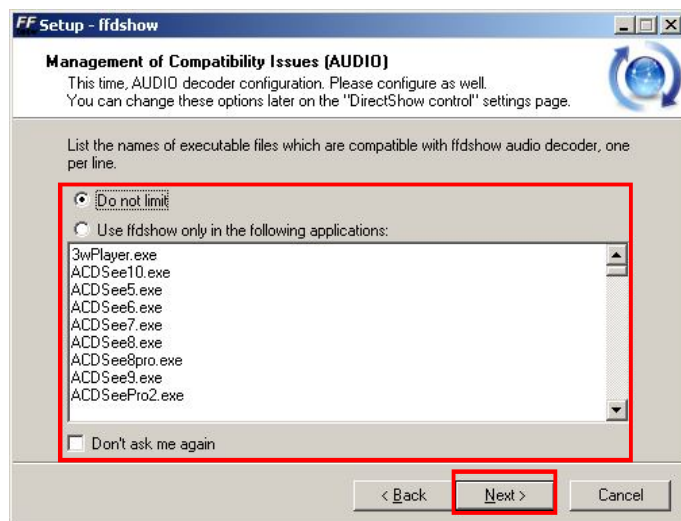 FF Setup - ffdshow
Management of Compatibility Issues (AUDIO)
This time, AUDIO decoder configuration. Please configure as well.
You can change these options later on the "DirectShow control" settings page.
List the names of executable files which are compatible with ffdshow audio decoder, one
per line.
Do not limit
Use ffdshow only in the following applications:
3wPlayer.exe
ACDSee10.exe
ACDSee5.exe
ACDSee6.exe
ACDSee7.exe
ACDSee8.exe
ACDSee8pro.exe
ACDSee9.exe
ACDSeePro2.exe
Don't ask me again
< Back
Next >
Cancel